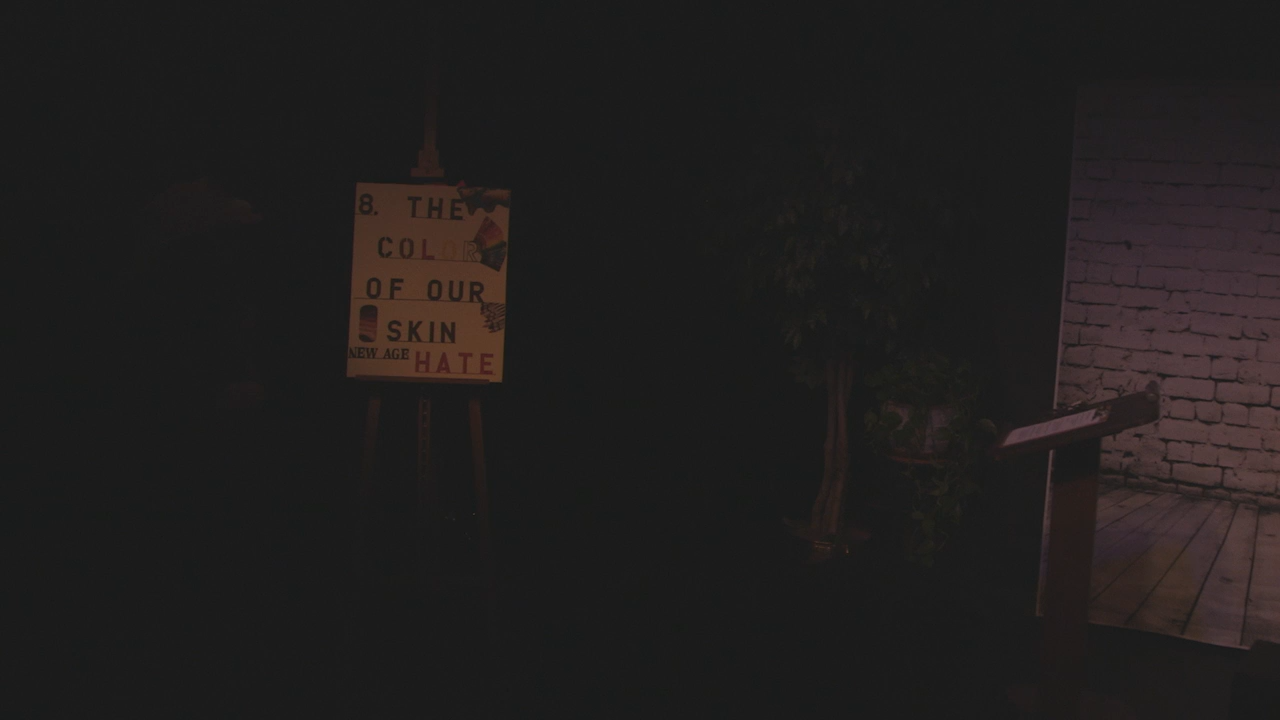 8. THE
COLOR
OF OUR
SKIN
NEW AGE HATE